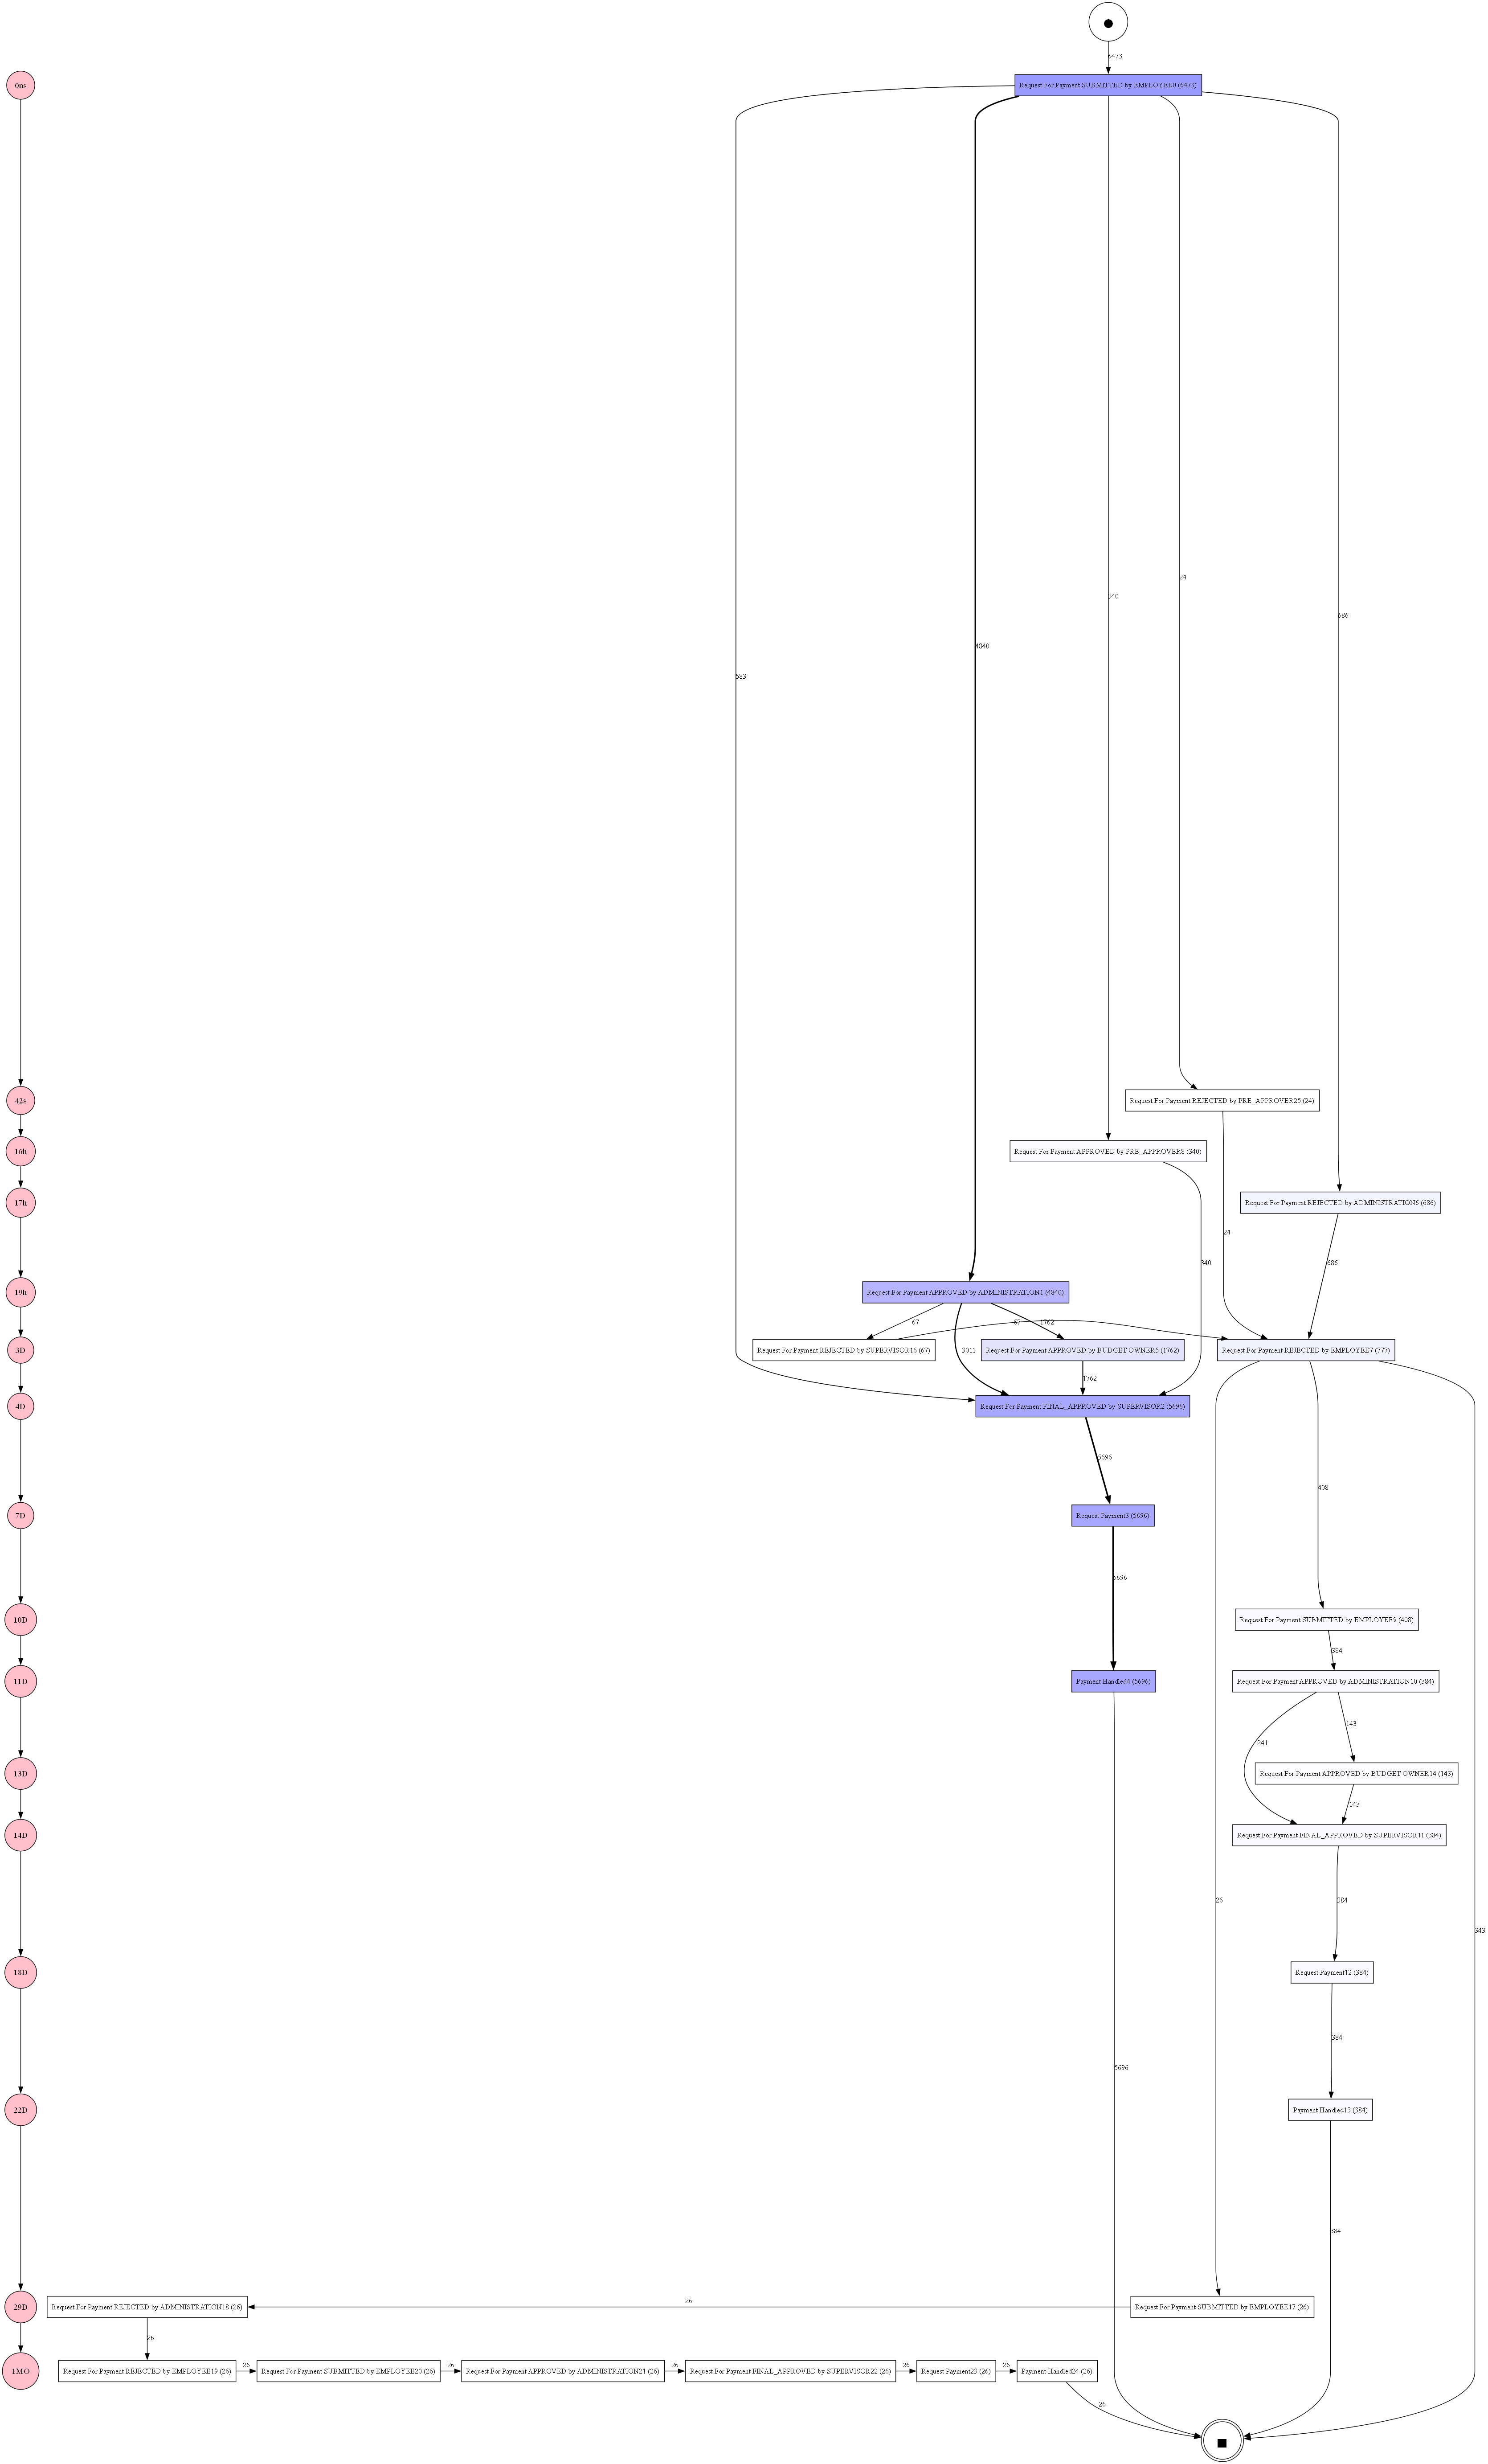 6473
0ms
Request For Payment SUBMITTED by EMPLOYEE0 (6473)
24
340
686
4840
583
42s
Request For Payment REJECTED by PRE_APPROVER25 (24)
16h
Request For Payment APPROVED by PRE_APPROVER8 (340)
17h
Request For Payment REJECTED by ADMINISTRATION6 (686)
24
340
686
19h
Request For Payment APPROVED by ADMINISTRATION1 (4840)
67
67
1762
3D
Request For Payment REJECTED by SUPERVISOR16 (67)
3011
Request For Payment APPROVED by BUDGET OWNER5 (1762)
Request For Payment REJECTED by EMPLOYEE7 (777)
1762
4D
Request For Payment FINAL_APPROVED by SUPERVISOR2 (5696)
5696
408
7D
Request Payment3 (5696)
5696
10D
Request For Payment SUBMITTED by EMPLOYEE9 (408)
384
11D
Payment Handled4 (5696)
Request For Payment APPROVED by ADMINISTRATION10 (384)
143
241
13D
Request For Payment APPROVED by BUDGET OWNER14 (143)
143
14D
Request For Payment FINAL_APPROVED by SUPERVISOR11 (384)
26
384
343
18D
Request Payment12 (384)
384
5696
22D
Payment Handled13 (384)
384
29D
Request For Payment REJECTED by ADMINISTRATION18 (26)
26
Request For Payment SUBMITTED by EMPLOYEE17 (26)
26
1MO
Request For Payment REJECTED by EMPLOYEE19 (26)
26
Request For Payment SUBMITTED by EMPLOYEE20 (26)
26
Request For Payment APPROVED by ADMINISTRATION21 (26)
26
Request For Payment FINAL_APPROVED by SUPERVISOR22 (26)
26
Request Payment23 (26)
26
Payment Handled24 (26)
26